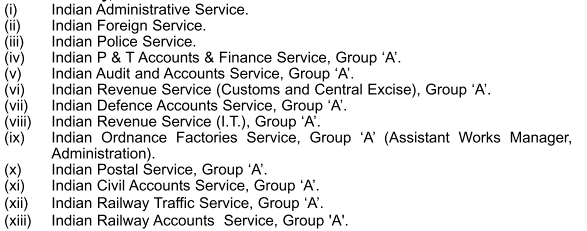 (i) Indian Administrative Service.
(ii) Indian Foreign Service.
(iii) Indian Police Service.
(iv) Indian P & T Accounts & Finance Service, Group ‘A’.
(v) Indian Audit and Accounts Service, Group ‘A’.
(vi) Indian Revenue Service (Customs and Central Excise), Group ‘A’.
(vii) Indian Defence Accounts Service, Group ‘A’.
(viii) Indian Revenue Service (I.T.), Group ‘A’.
(ix) Indian Ordnance Factories Service, Group ‘A’ (Assistant Works Manager,
Administration).
(x) Indian Postal Service, Group ‘A’.
(xi) Indian Civil Accounts Service, Group ‘A’.
(xii) Indian Railway Traffic Service, Group ‘A’.
(xiii) Indian Railway Accounts Service, Group 'A'.